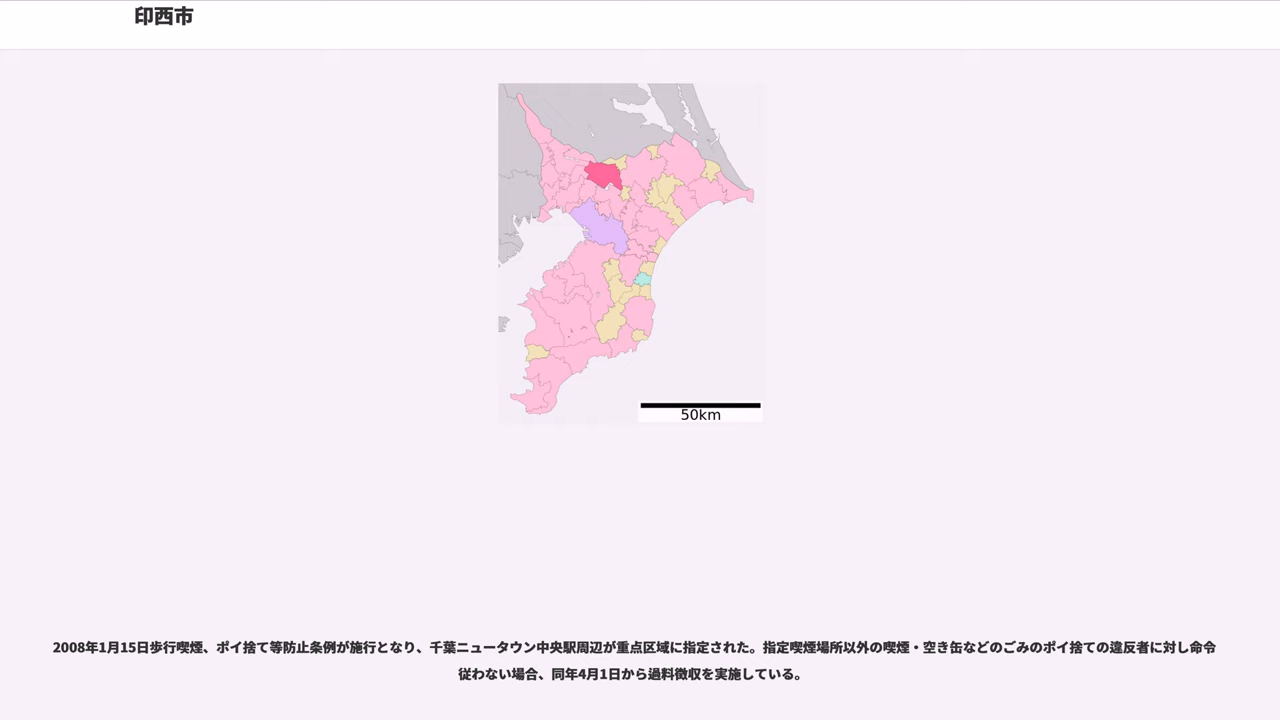 印西市
50km
2008年1月15日歩行喫煙、ポイ捨て等防止条例が施行となり、千葉ニュータウン中央駅周辺が重点区域に指定された。指定喫煙場所以外の喫煙・空き缶などのごみのポイ捨ての違反者に対し命令
従わない場合、同年4月1日から過料徴収を実施している。